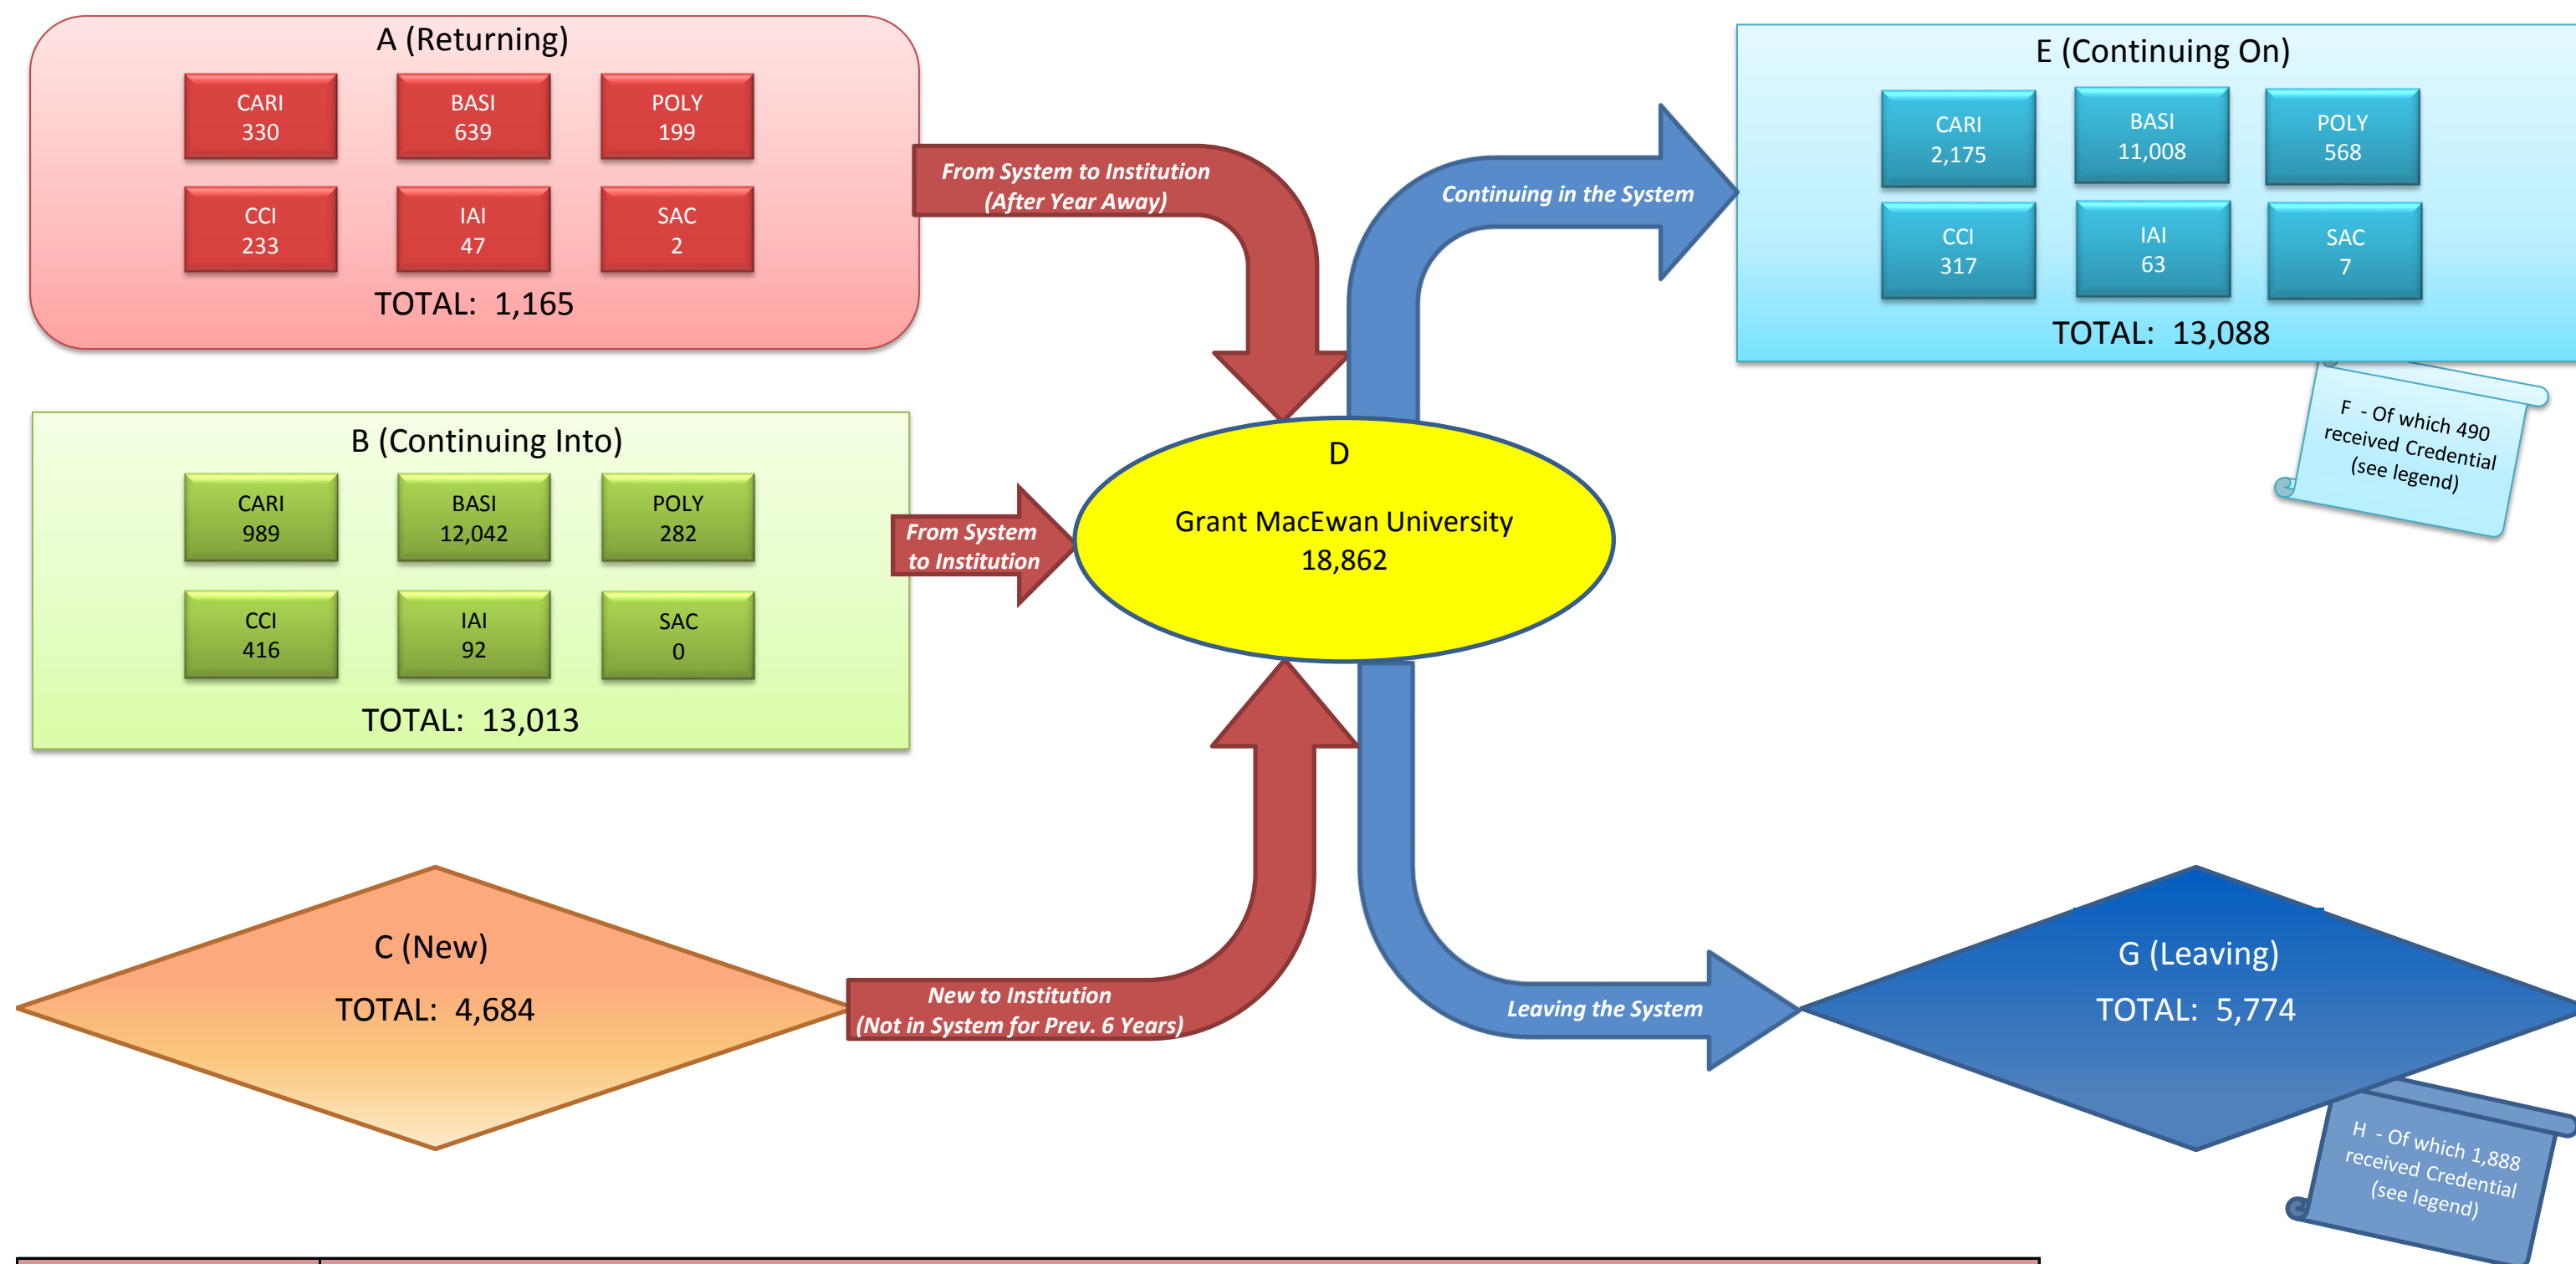 A (Returning)
CARI
330
BASI
639
POLY
199
CCI
233
IAI
47
SAC
2
TOTAL: 1,165
From System to Institution
(After Year Away)
Continuing in the System
E (Continuing On)
CARI
2,175
BASI
11,008
POLY
568
CCI
317
IAI
63
SAC
7
TOTAL: 13,088
F - Of which 490
received Credential
(see legend)
B (Continuing Into)
CARI
989
BASI
12,042
POLY
282
CCI
416
IAI
92
SAC
0
TOTAL: 13,013
From System
to Institution
D
Grant MacEwan University
18,862
C (New)
TOTAL: 4,684
New to Institution
(Not in System for Prev. 6 Years)
Leaving the System
G (Leaving)
TOTAL: 5,774
H - Of which 1,888
received Credential
(see legend)